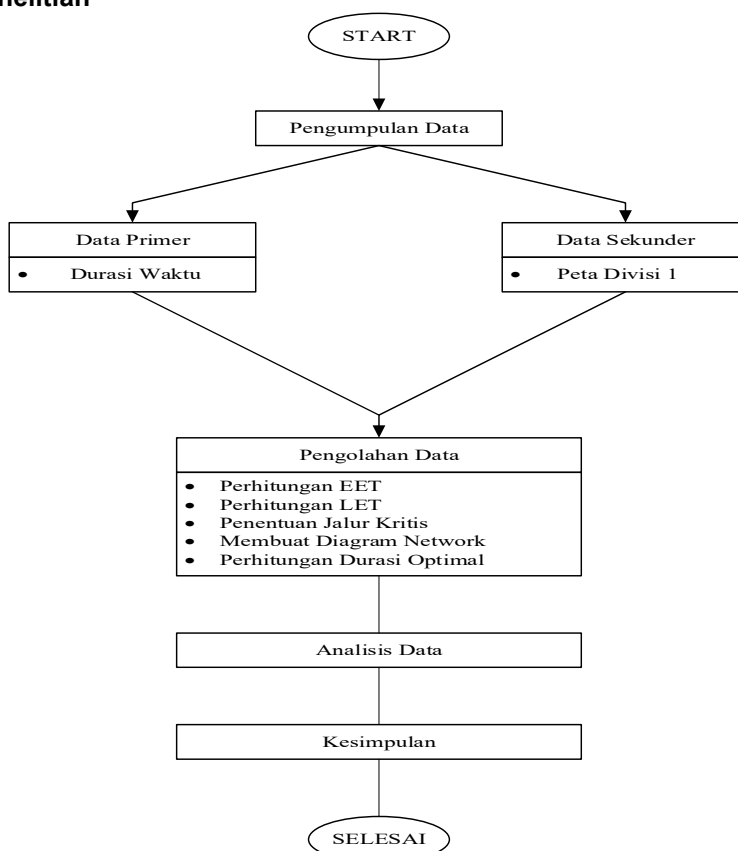 START
Pengumpulan Data
Data Primer
• Durasi Waktu
Data Sekunder
• Peta Divisi 1
Pengolahan Data
• Perhitungan EET
• Perhitungan LET
• Penentuan Jalur Kritis
• Membuat Diagram Network
• Perhitungan Durasi Optimal
Analisis Data
Kesimpulan
SELESAI